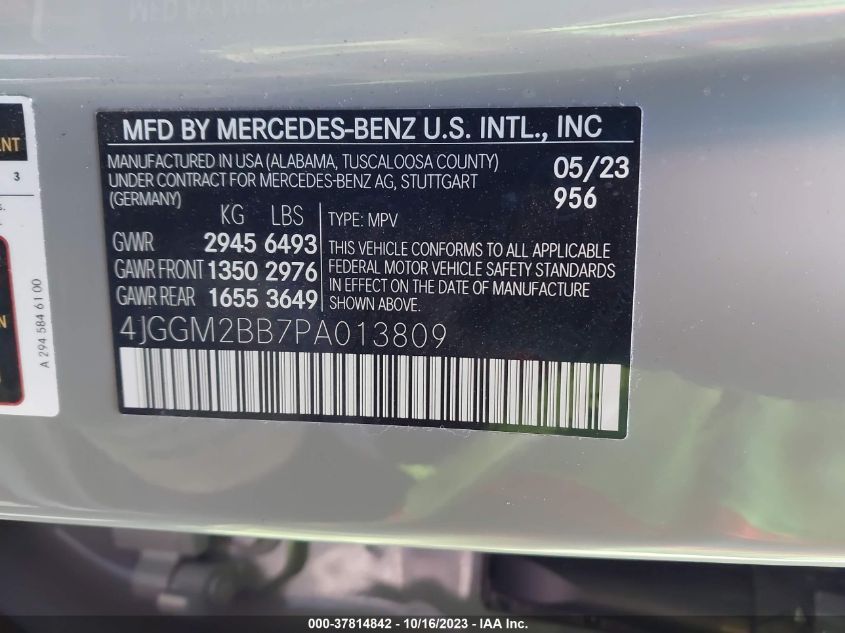 MFD BY MERCEDES-BENZ U.S. INTL., INC
MANUFACTURED IN USA (ALABAMA, TUSCALOOSA COUNTY)
UNDER CONTRACT FOR MERCEDES-BENZ AG, STUTTGART
(GERMANY)
05/23
956
KG LBS
GVWR 2945 6493
GAWR FRONT 1350 2976
GAWR REAR 1655 3649
TYPE: MPV
THIS VEHICLE CONFORMS TO ALL APPLICABLE
FEDERAL MOTOR VEHICLE SAFETY STANDARDS
IN EFFECT ON THE DATE OF MANUFACTURE
SHOWN ABOVE.
4JGGM2BB7PA013809
3
A 294 584 61 00
000-37814842 - 10/16/2023 - IAA Inc.